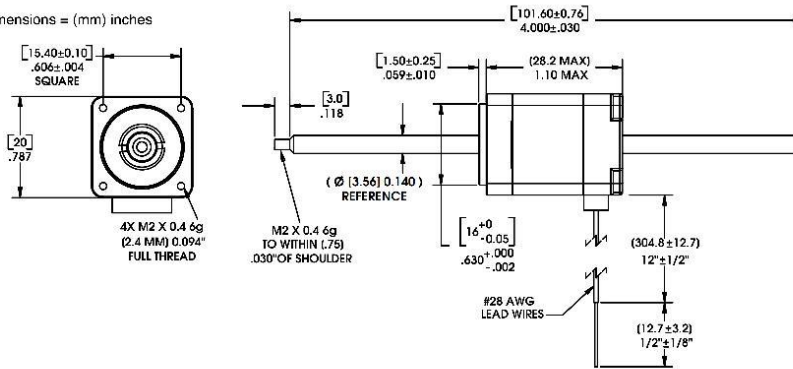 mensions = (mm) inches
[15.40±0.10]
.606±.004
SQUARE
[20]
.787
4X M2 X 0.4 6g
(2.4 MM) 0.094"
FULL THREAD
[101.60±0.76]
4.000±.030
[1.50±0.25]
.059±.010
(28.2 MAX)
1.10 MAX
[3.0]
.118
(Ø [3.56] 0.140 )
REFERENCE
M2 X 0.4 6g
TO WITHIN (.75)
.030"OF SHOULDER
[16 +0 -0.05]
.630 +.000 -.002
(304.8±12.7)
12"±1/2"
#28 AWG
LEAD WIRES
(12.7±3.2)
1/2"±1/8"